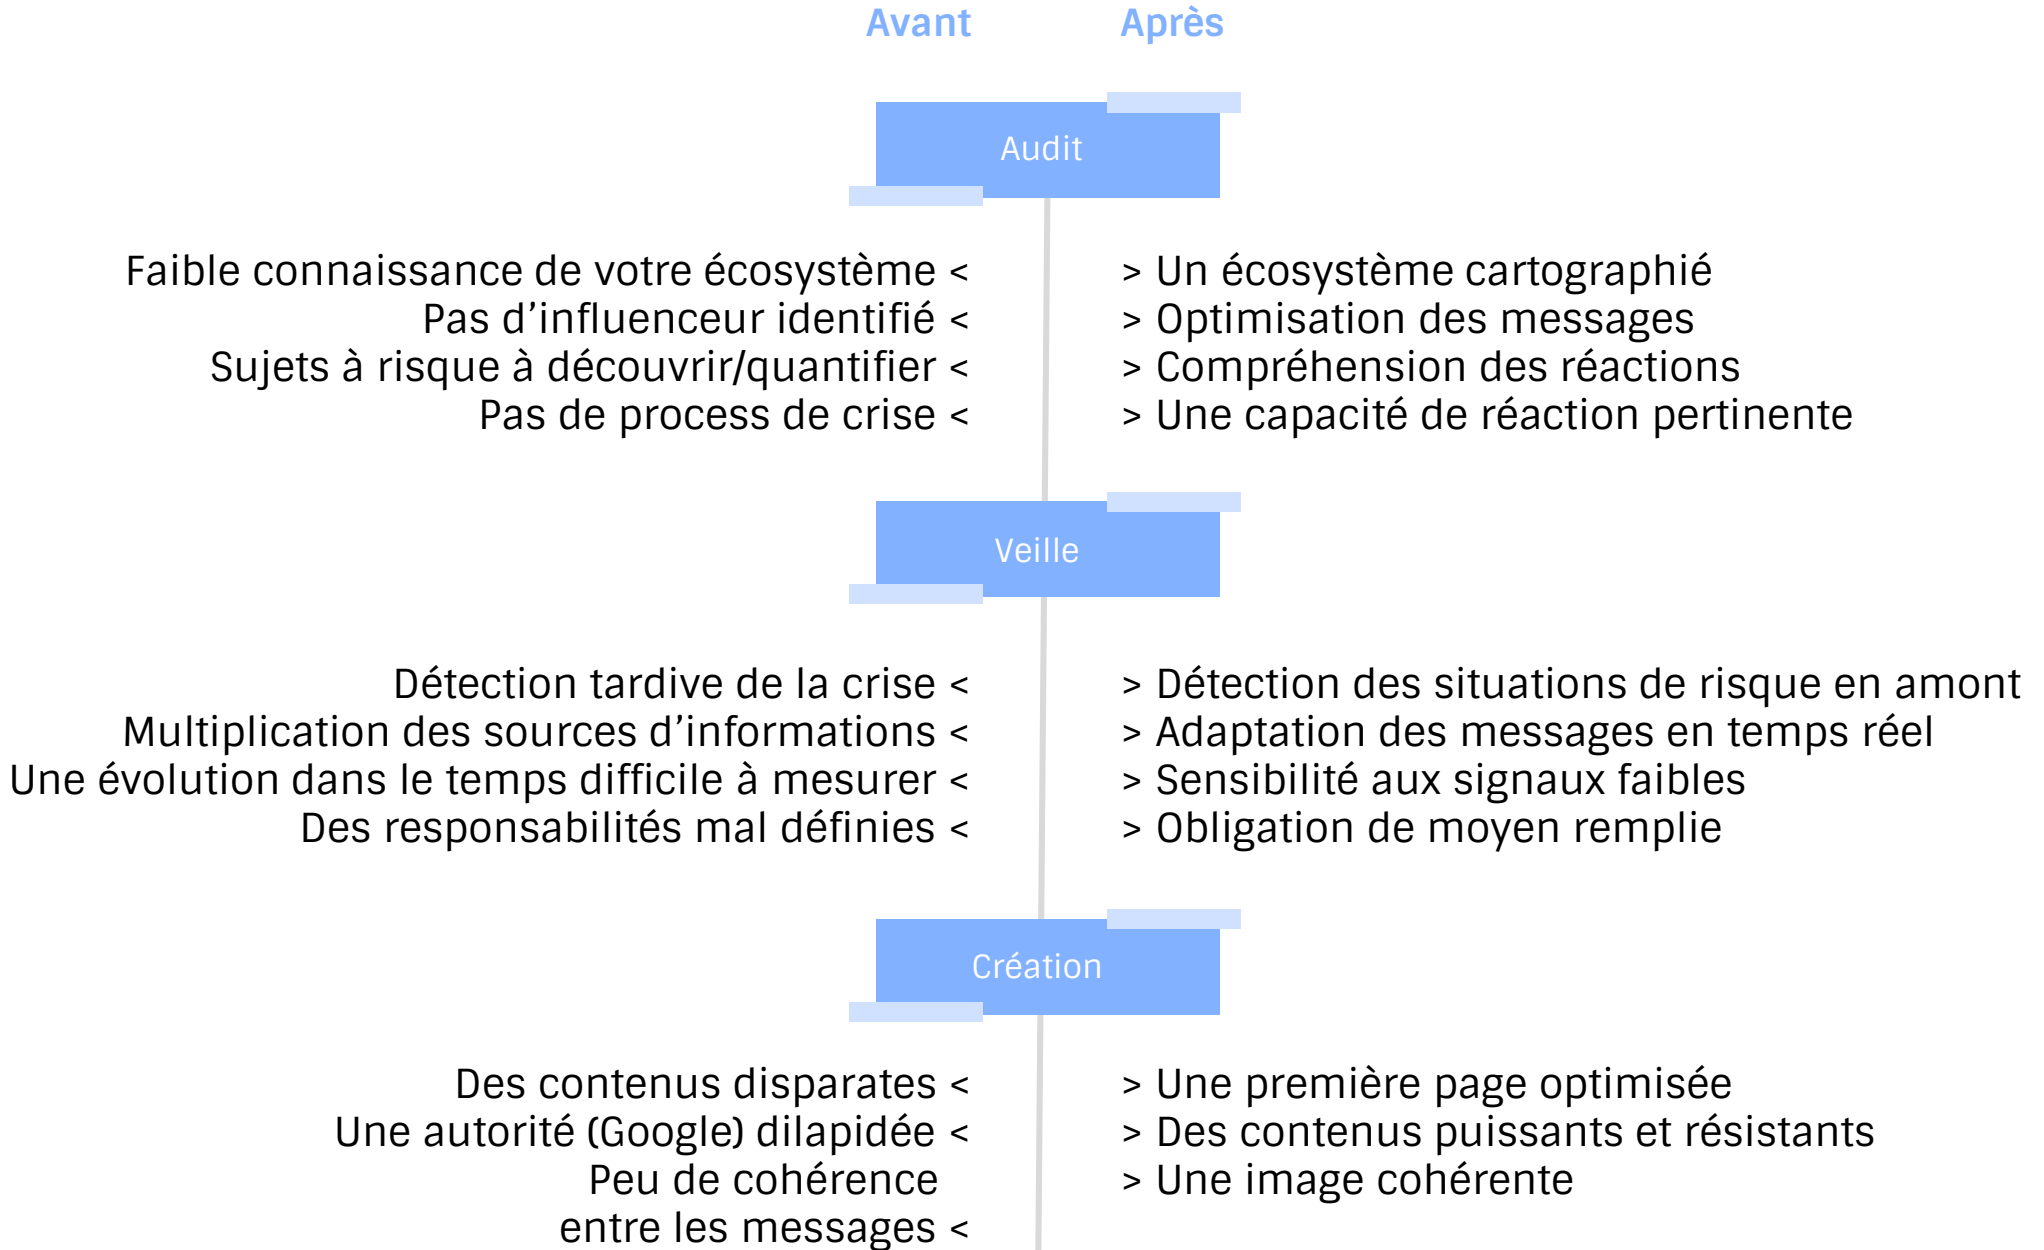 Avant
Après
Audit
Faible connaissance de votre écosystème <
Pas d’influenceur identifié <
Sujets à risque à découvrir/quantifier <
Pas de process de crise <
> Un écosystème cartographié
> Optimisation des messages
> Compréhension des réactions
> Une capacité de réaction pertinente
Veille
Détection tardive de la crise <
Multiplication des sources d’informations <
Une évolution dans le temps difficile à mesurer <
Des responsabilités mal définies <
> Détection des situations de risque en amont
> Adaptation des messages en temps réel
> Sensibilité aux signaux faibles
> Obligation de moyen remplie
Création
Des contenus disparates <
Une autorité (Google) dilapidée <
Peu de cohérence
entre les messages <
> Une première page optimisée
> Des contenus puissants et résistants
> Une image cohérente